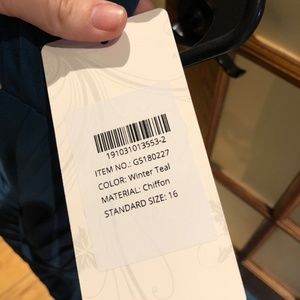 191031013553-2
ITEM NO.: GS180227
COLOR: Winter Teal
MATERIAL: Chiffon
STANDARD SIZE: 16